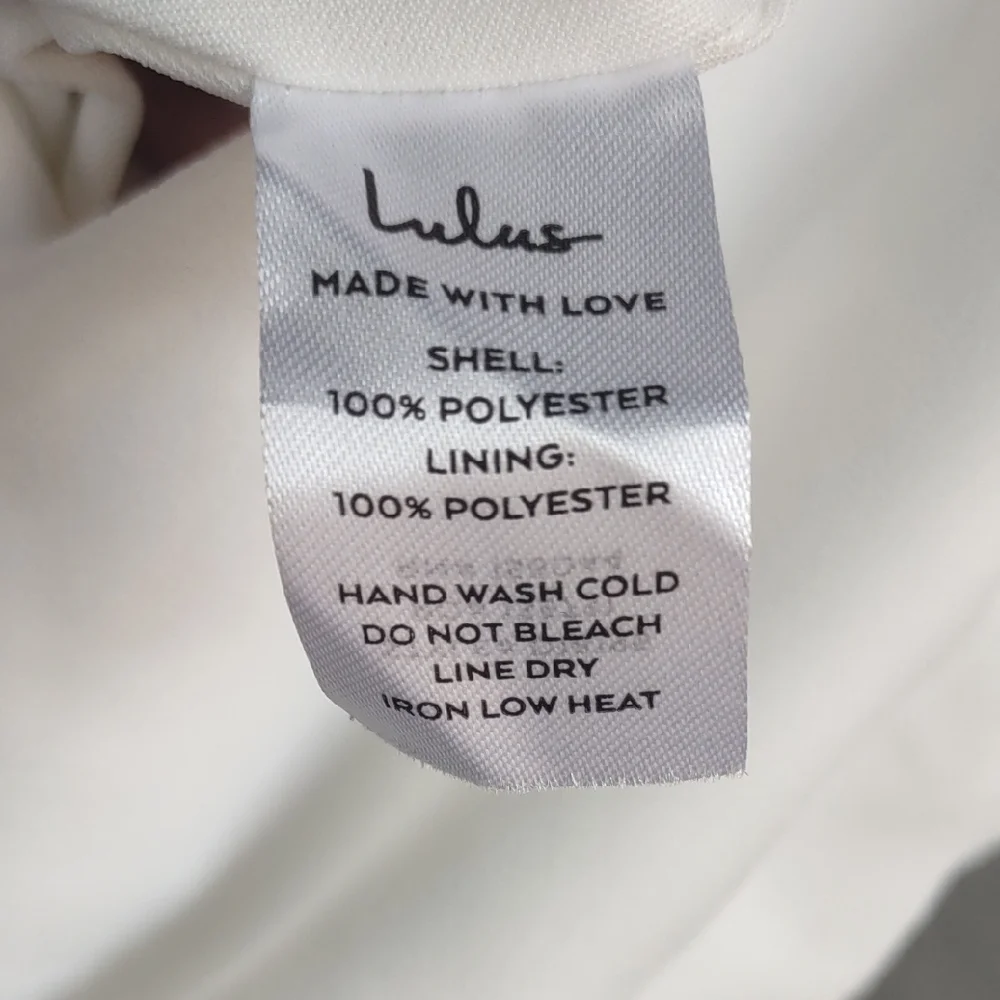 Lulus
MADE WITH LOVE
SHELL:
100% POLYESTER
LINING:
100% POLYESTER
HAND WASH COLD
DO NOT BLEACH
LINE DRY
IRON LOW HEAT